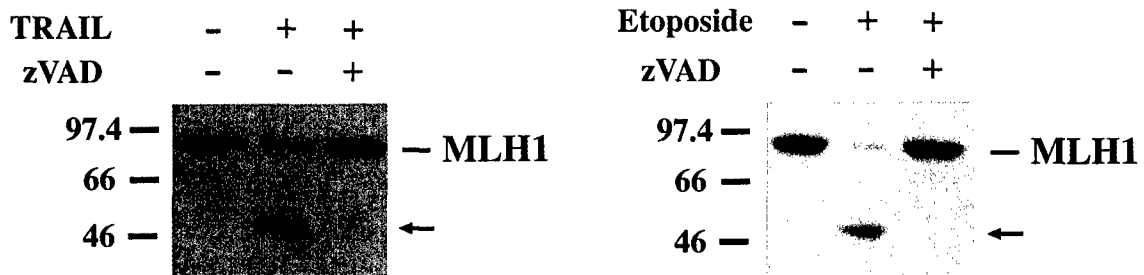 TRAIL - + +
zVAD - - +
97.4
66
46
MLH1
Etoposide - + +
zVAD - - +
97.4
66
46
MLH1